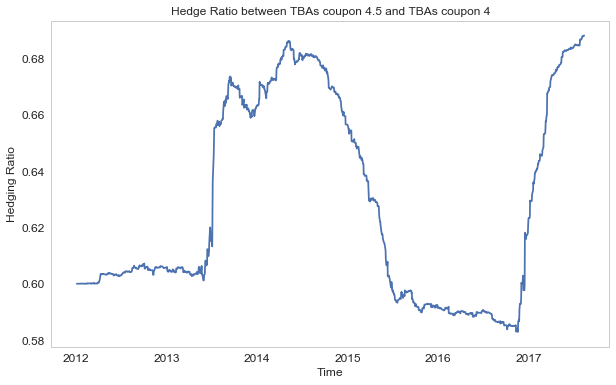 Hedge Ratio between TBAs coupon 4.5 and TBAs coupon 4
Hedging Ratio
0.68
0.66
0.64
0.62
0.60
0.58
2012 2013 2014 2015 2016 2017
Time